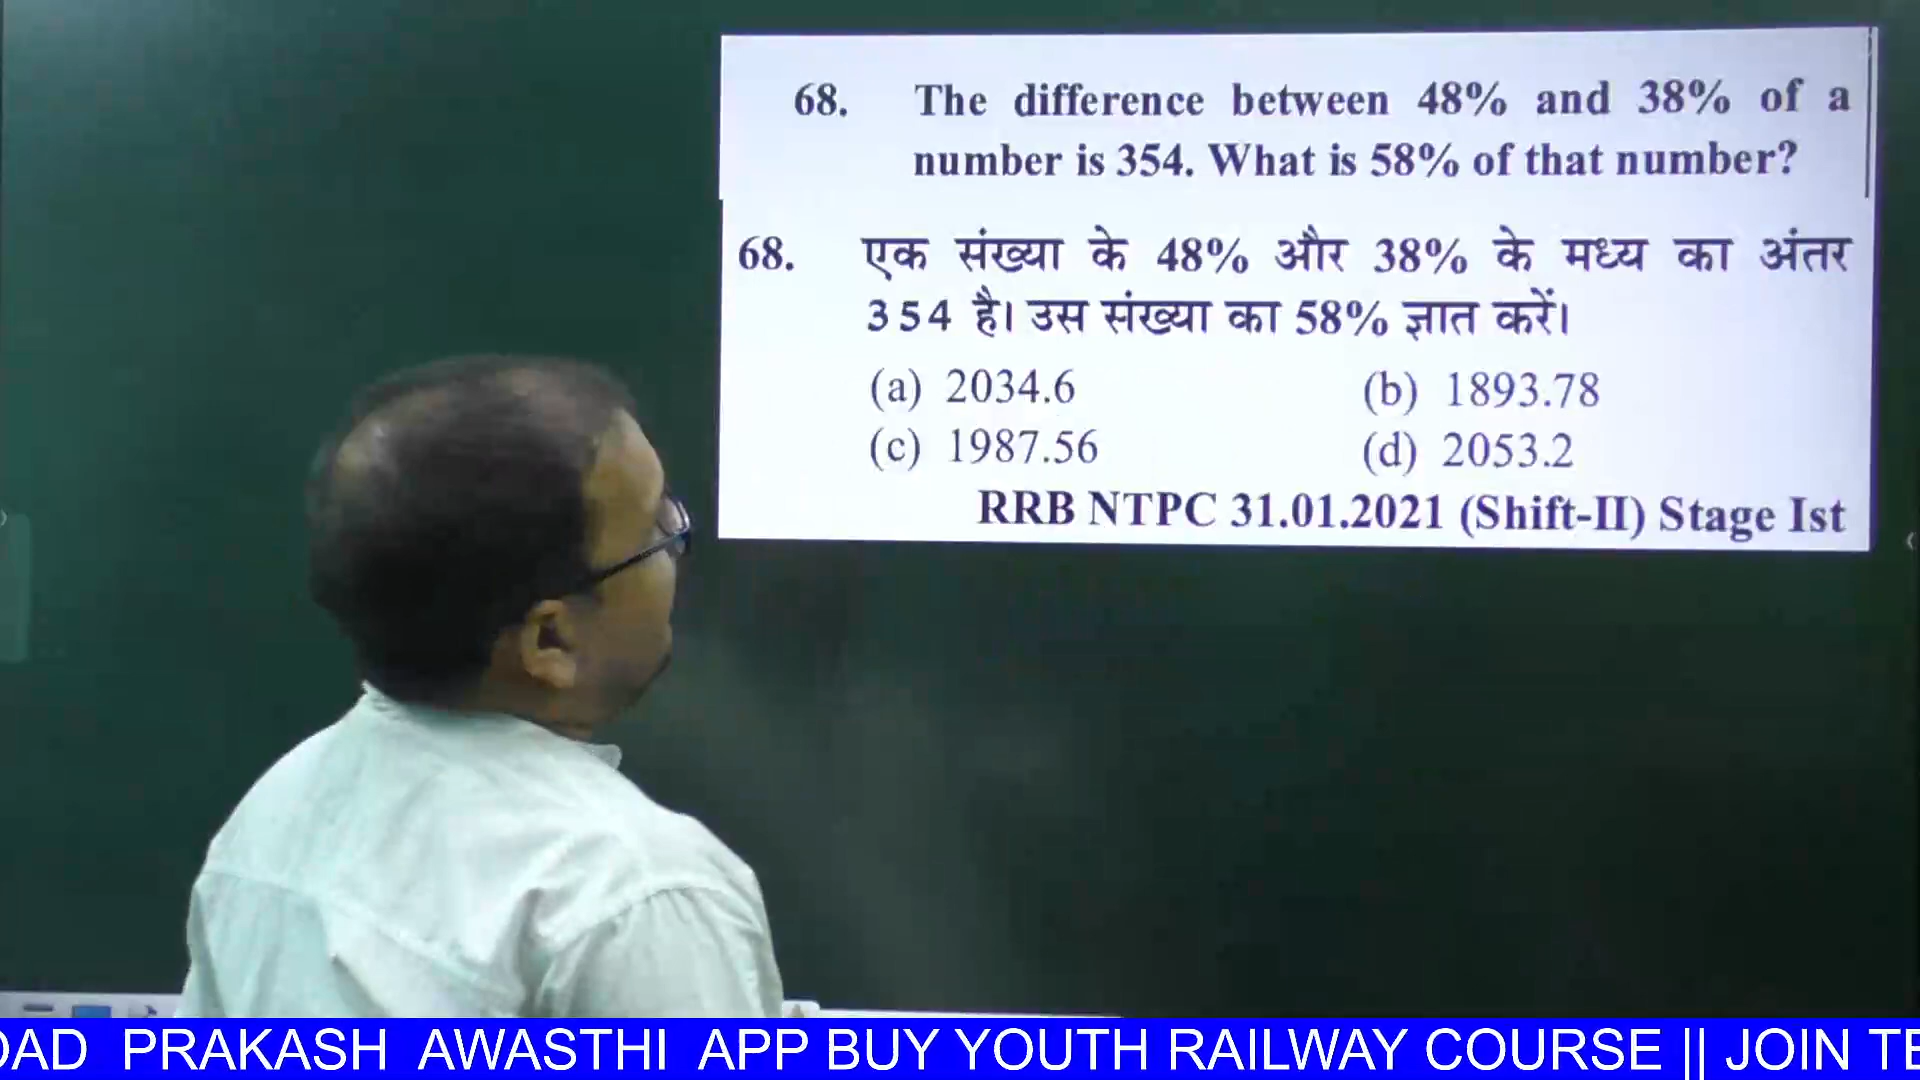 68. The difference between 48% and 38% of a
number is 354. What is 58% of that number?
68. एक संख्या के 48% और 38% के मध्य का अंतर
354 है। उस संख्या का 58% ज्ञात करें।
(a) 2034.6 (b) 1893.78
(c) 1987.56 (d) 2053.2
RRB NTPC 31.01.2021 (Shift-II) Stage Ist
PRAKASH AWASTHI APP BUY YOUTH RAILWAY COURSE || JOIN